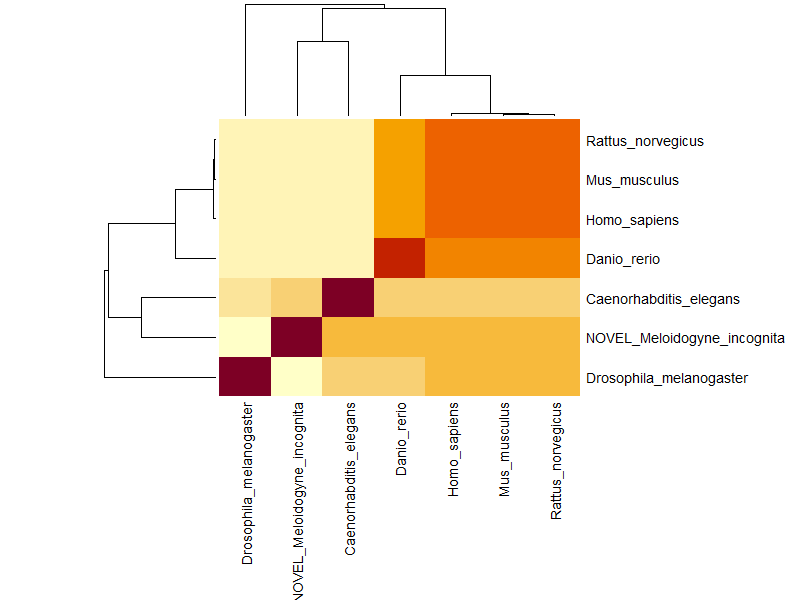 Rattus_norvegicus
Mus_musculus
Homo_sapiens
Danio_rerio
Caenorhabditis_elegans
NOVEL_Meloidogyne_incognita
Drosophila_melanogaster
Drosophila_melanogaster
NOVEL_Meloidogyne_incognita
Caenorhabditis_elegans
Danio_rerio
Homo_sapiens
Mus_musculus
Rattus_norvegicus